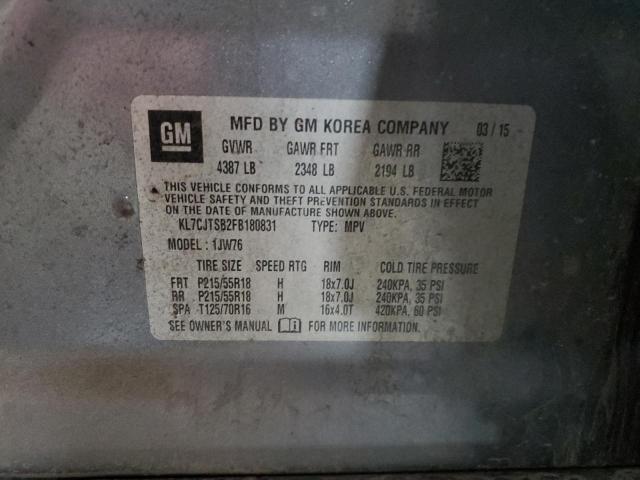 GM
MFD BY GM KOREA COMPANY 03/15
GVWR GAWR FRT GAWR RR
4387 LB 2348 LB 2194 LB
THIS VEHICLE CONFORMS TO ALL APPLICABLE U.S. FEDERAL MOTOR
VEHICLE SAFETY AND THEFT PREVENTION STANDARDS IN EFFECT
ON THE DATE OF MANUFACTURE SHOWN ABOVE.
KL7CJTSB2FB180831 TYPE: MPV
MODEL: 1JW76
TIRE SIZE SPEED RTG RIM COLD TIRE PRESSURE
FRT P215/55R18 H 18x7.0J 240KPA, 35 PSI
RR P215/55R18 H 18x7.0J 240KPA, 35 PSI
SPA T125/70R16 M 16x4.0T 420KPA, 60 PSI
SEE OWNER'S MANUAL FOR MORE INFORMATION.